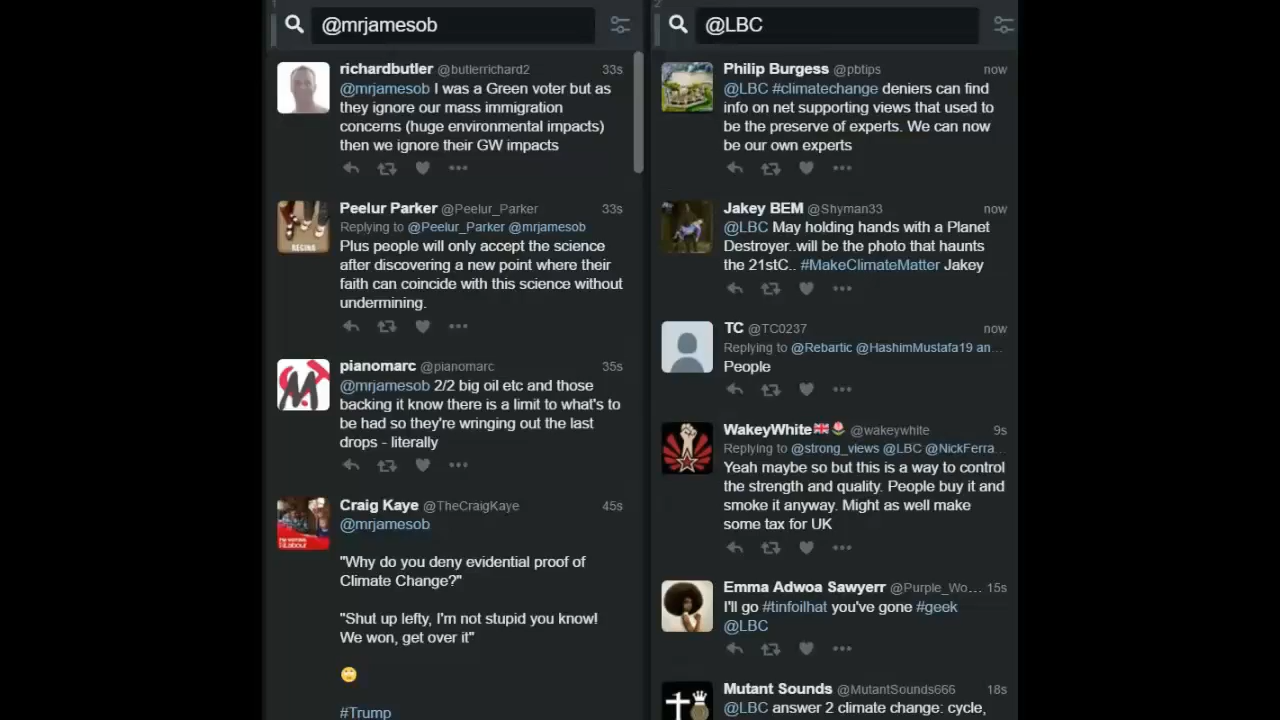 1
@mrjamesob
richardbutler @butlerrichard2 33s
@mrjamesob I was a Green voter but as
they ignore our mass immigration
concerns (huge environmental impacts)
then we ignore their GW impacts
Peelur Parker @Peelur_Parker 33s
Replying to @Peelur_Parker @mrjamesob
Plus people will only accept the science
after discovering a new point where their
faith can coincide with this science without
undermining.
pianomarc @pianomarc 35s
@mrjamesob 2/2 big oil etc and those
backing it know there is a limit to what's to
be had so they're wringing out the last
drops - literally
Craig Kaye @TheCraigKaye 45s
@mrjamesob
"Why do you deny evidential proof of
Climate Change?"
"Shut up lefty, I'm not stupid you know!
We won, get over it"
🙄
#Trump
2
@LBC
Philip Burgess @pbtips now
@LBC #climatechange deniers can find
info on net supporting views that used to
be the preserve of experts. We can now
be our own experts
Jakey BEM @Shyman33 now
@LBC May holding hands with a Planet
Destroyer..will be the photo that haunts
the 21stC.. #MakeClimateMatter Jakey
TC @TC0237 now
Replying to @Rebartic @HashimMustafa19 an...
People
WakeyWhite🇬🇧🌹 @wakeywhite 9s
Replying to @strong_views @LBC @NickFerra...
Yeah maybe so but this is a way to control
the strength and quality. People buy it and
smoke it anyway. Might as well make
some tax for UK
Emma Adwoa Sawyerr @Purple_Wo... 15s
I'll go #tinfoilhat you've gone #geek
@LBC
Mutant Sounds @MutantSounds666 18s
@LBC answer 2 climate change: cycle,